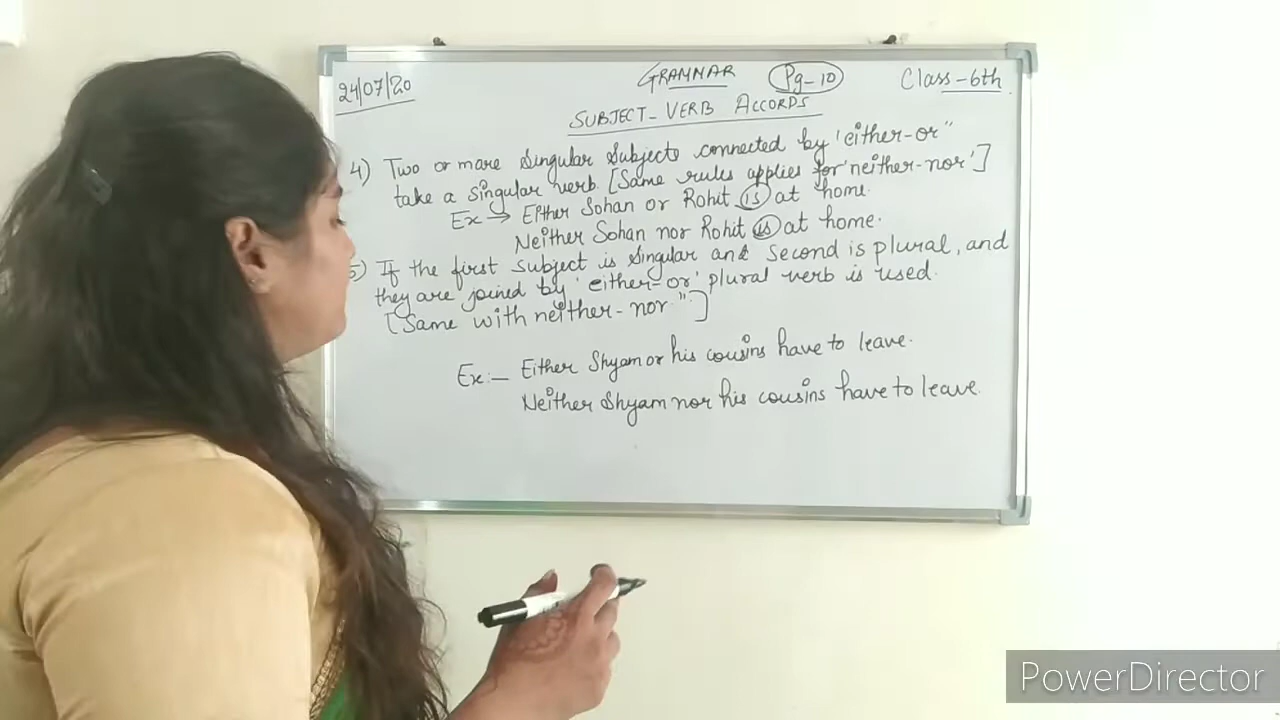 24/07/20
GRAMMAR
Pg-10
Class-6th
SUBJECT-VERB ACCORDS
4) Two or more Singular Subjects connected by 'either-or"
take a singular verb. [Same rules applies for 'neither-nor']
Ex → Either Sohan or Rohit is at home.
Neither Sohan nor Rohit is at home.
5) If the first subject is singular and second is plural, and
they are joined by 'either-or' plural verb is used.
[Same with neither-nor "]
Ex:- Either Shyam or his cousins have to leave.
Neither Shyam nor his cousins have to leave.
PowerDirector